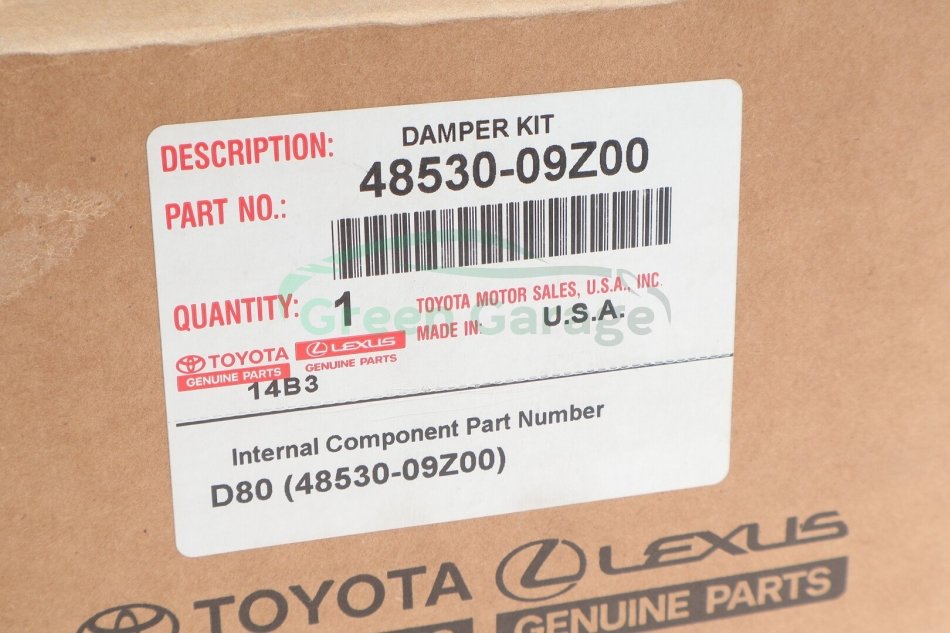 DESCRIPTION: DAMPER KIT
PART NO.: 48530-09Z00
QUANTITY: 1
TOYOTA MOTOR SALES, U.S.A., INC.
MADE IN: U.S.A.
Green Garage
TOYOTA LEXUS
GENUINE PARTS GENUINE PARTS
14B3
Internal Component Part Number
D80 (48530-09Z00)
TOYOTA LEXUS
GENUINE PARTS